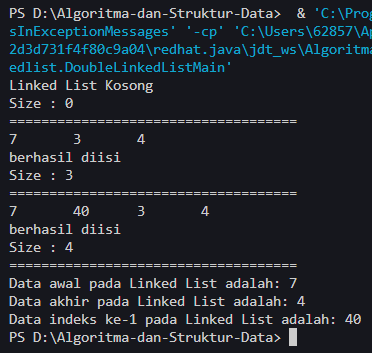 PS D:\Algoritma-dan-Struktur-Data>  & 'C:\Prog
sInExceptionMessages' '-cp' 'C:\Users\62857\Ap
2d3d731f4f80c9a04\redhat.java\jdt_ws\Algoritma
edlist.DoubleLinkedListMain'
Linked List Kosong
Size : 0
====================================
7       3       4
berhasil diisi
Size : 3
====================================
7       40      3       4
berhasil diisi
Size : 4
====================================
Data awal pada Linked List adalah: 7
Data akhir pada Linked List adalah: 4
Data indeks ke-1 pada Linked List adalah: 40
PS D:\Algoritma-dan-Struktur-Data>